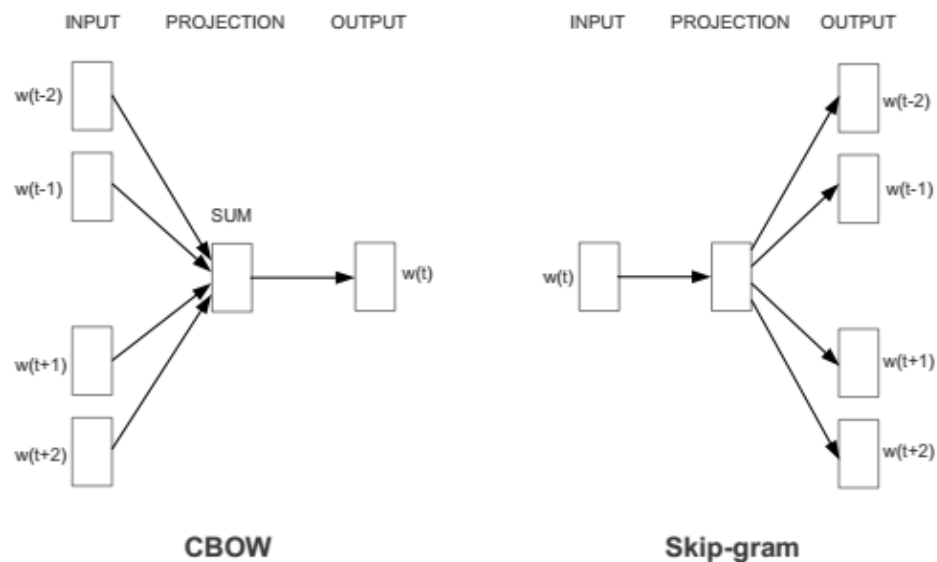 INPUT PROJECTION OUTPUT
w(t-2)
w(t-1)
SUM
w(t)
w(t+1)
w(t+2)
CBOW
INPUT PROJECTION OUTPUT
w(t-2)
w(t-1)
w(t)
w(t+1)
w(t+2)
Skip-gram